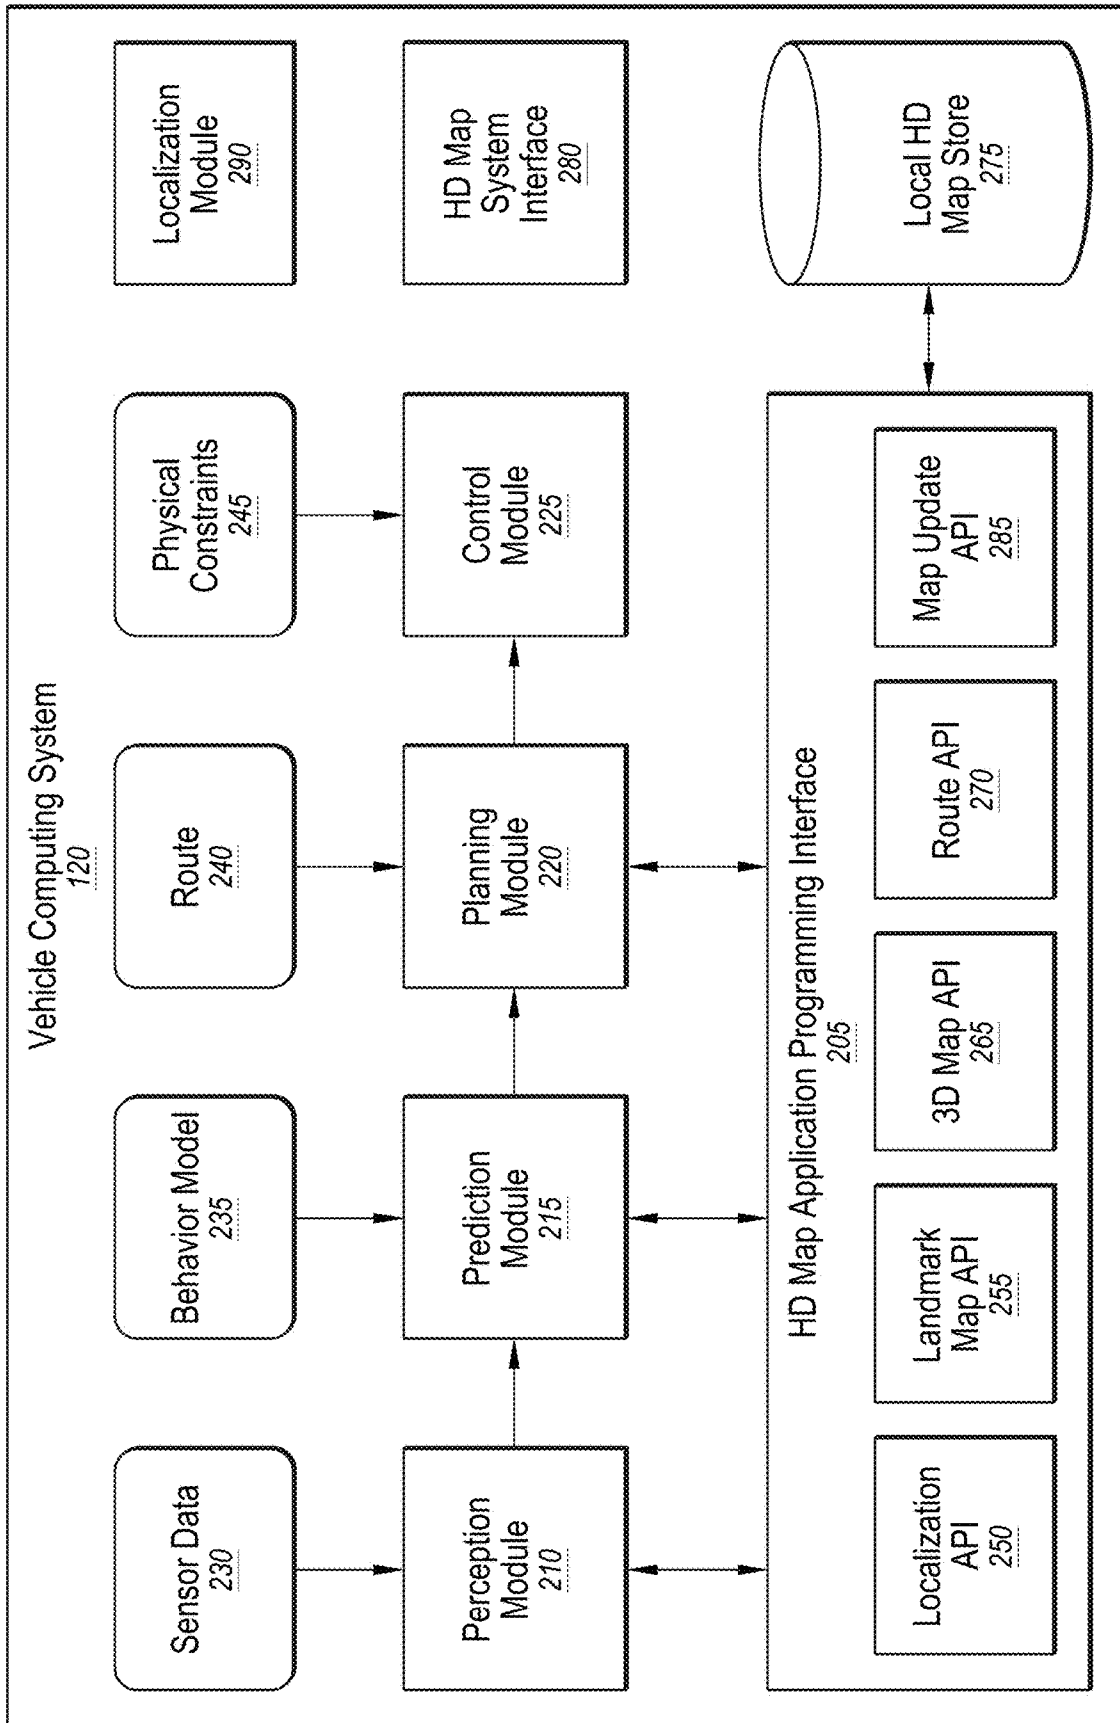 Vehicle Computing System
120
Sensor Data
230
Behavior Model
235
Route
240
Physical
Constraints
245
Localization
Module
290
Perception
Module
210
Prediction
Module
215
Planning
Module
220
Control
Module
225
HD Map
System
Interface
280
HD Map Application Programming Interface
205
Localization
API
250
Landmark
Map API
255
3D Map API
265
Route API
270
Map Update
API
285
Local HD
Map Store
275